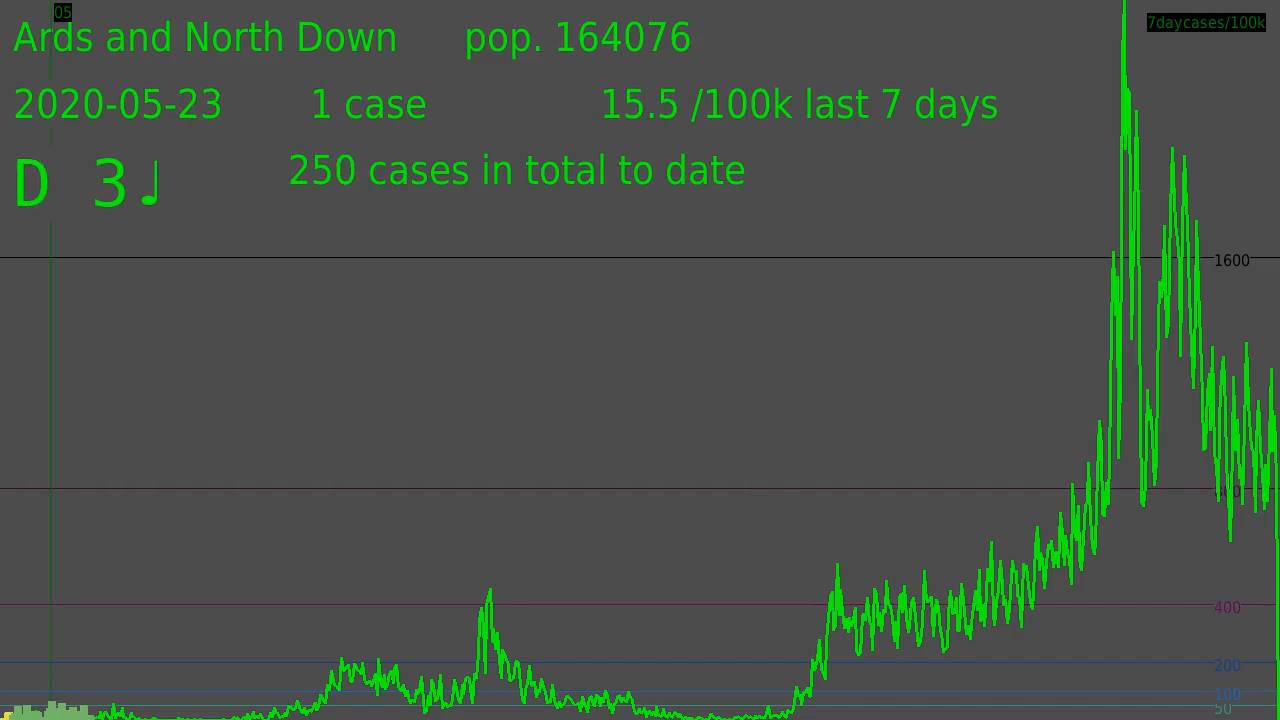 05
7daycases/100k
Ards and North Down pop. 164076
2020-05-23 1 case 15.5 /100k last 7 days
D 3♩ 250 cases in total to date
1600
800
400
200
100
50